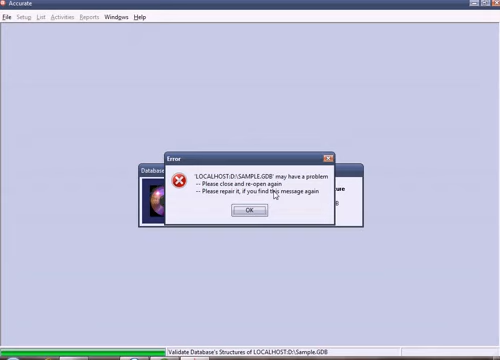 Accurate
File Setup List Activities Reports Windows Help
Database
Error
'LOCALHOST:D:\SAMPLE.GDB' may have a problem
-- Please close and re-open again
-- Please repair it, if you find this message again
OK
Validate Database's Structures of LOCALHOST:D:\Sample.GDB